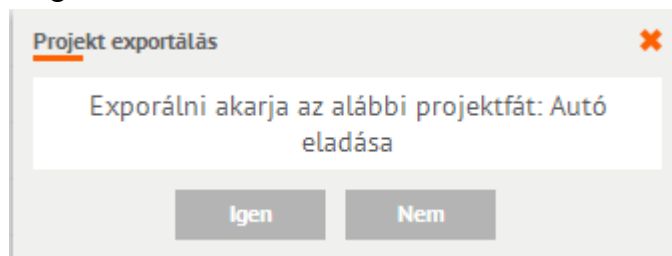 Projekt exportálás
Exporálni akarja az alábbi projektfát: Autó
eladása
Igen Nem